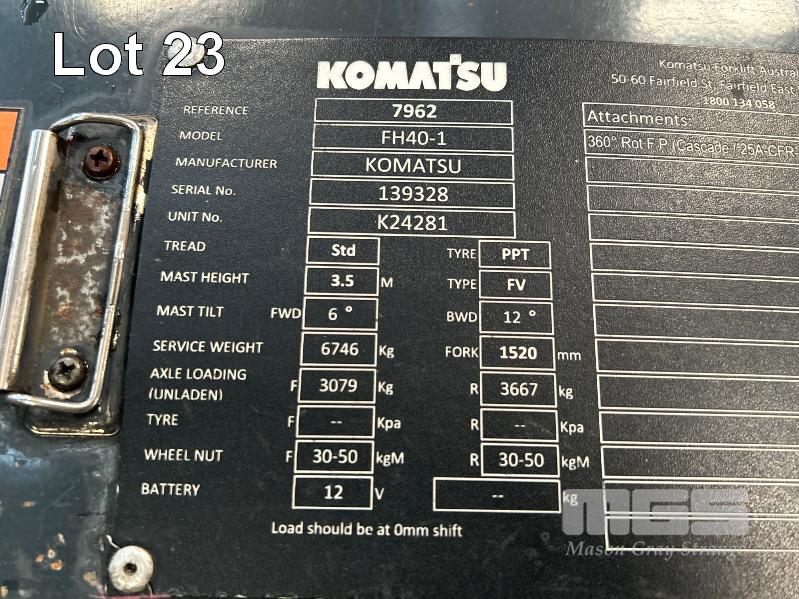 Lot 23
KOMATSU
Komatsu Forklift Austral
50-60 Fairfield St, Fairfield East
1800 134 058
REFERENCE 7962
Attachments:
MODEL FH40-1
360° Rot F.P (Cascade / 25A-CFR-
MANUFACTURER KOMATSU
SERIAL No. 139328
UNIT No. K24281
TREAD Std TYRE PPT
MAST HEIGHT 3.5 M TYPE FV
MAST TILT FWD 6 ° BWD 12 °
SERVICE WEIGHT 6746 Kg FORK 1520 mm
AXLE LOADING
(UNLADEN) F 3079 Kg R 3667 kg
TYRE F -- Kpa R -- Kpa
WHEEL NUT F 30-50 kgM R 30-50 kgM
BATTERY 12 V -- kg
Load should be at 0mm shift
MGS
Mason Gray Strange